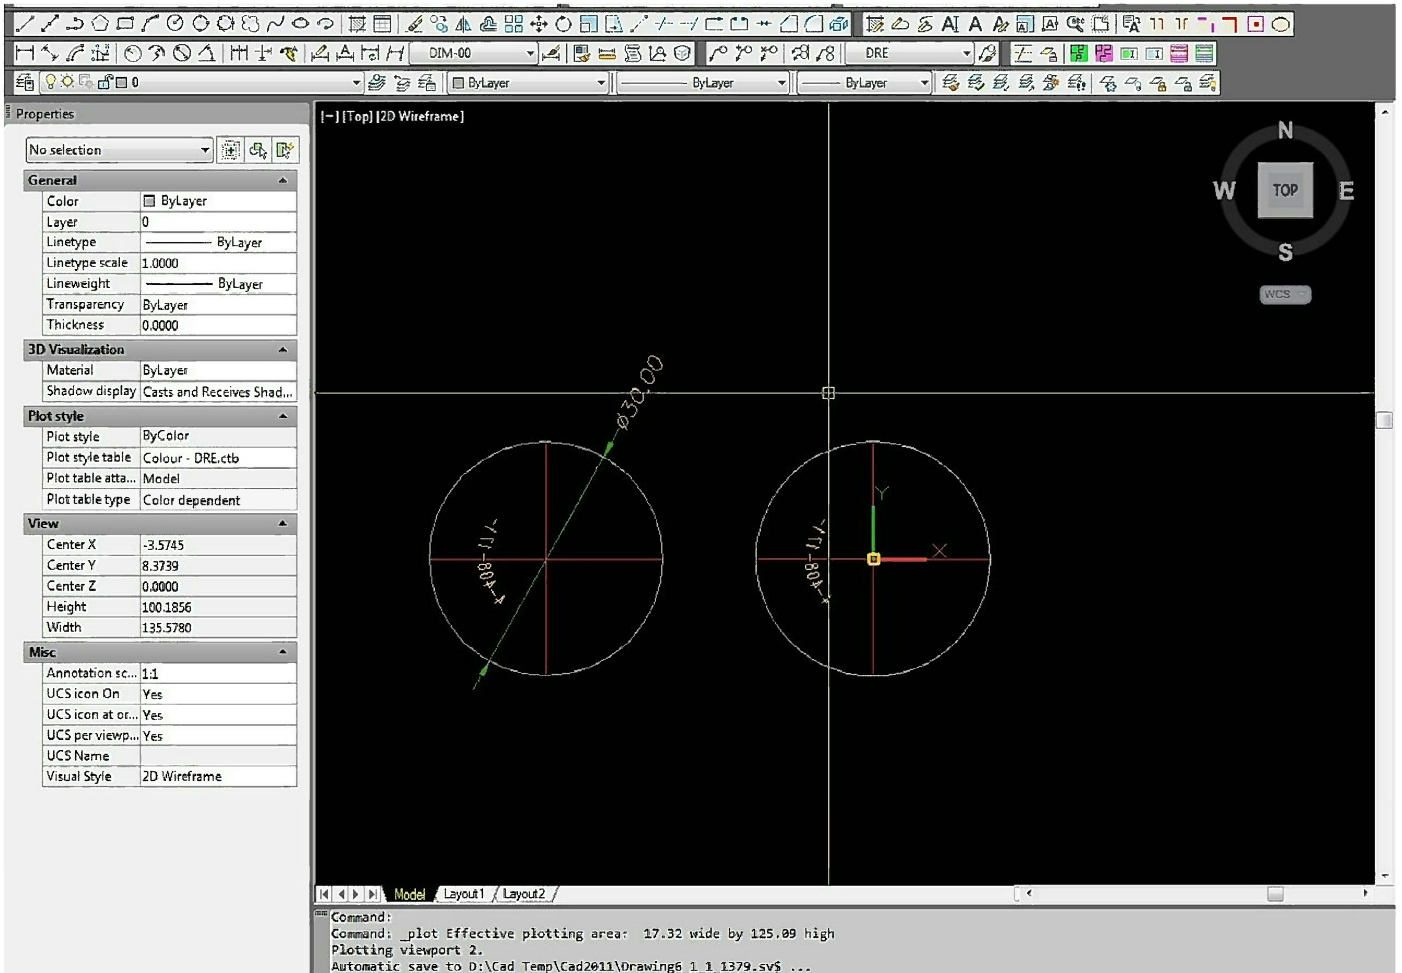 DIM-00
DRE
0
ByLayer
ByLayer
ByLayer
Properties
No selection
General
Color ByLayer
Layer 0
Linetype ByLayer
Linetype scale 1.0000
Lineweight ByLayer
Transparency ByLayer
Thickness 0.0000
3D Visualization
Material ByLayer
Shadow display Casts and Receives Shad...
Plot style
Plot style ByColor
Plot style table Colour - DRE.ctb
Plot table atta... Model
Plot table type Color dependent
View
Center X -3.5745
Center Y 8.3739
Center Z 0.0000
Height 100.1856
Width 135.5780
Misc
Annotation sc... 1:1
UCS icon On Yes
UCS icon at or... Yes
UCS per viewp... Yes
UCS Name
Visual Style 2D Wireframe
[−] [Top] [2D Wireframe]
N
W TOP E
S
WCS
ø30.00
Y
X
Model Layout1 Layout2
Command:
Command: _plot Effective plotting area:  17.32 wide by 125.09 high
Plotting viewport 2.
Automatic save to D:\Cad Temp\Cad2011\Drawing6_1_1_1379.sv$ ...